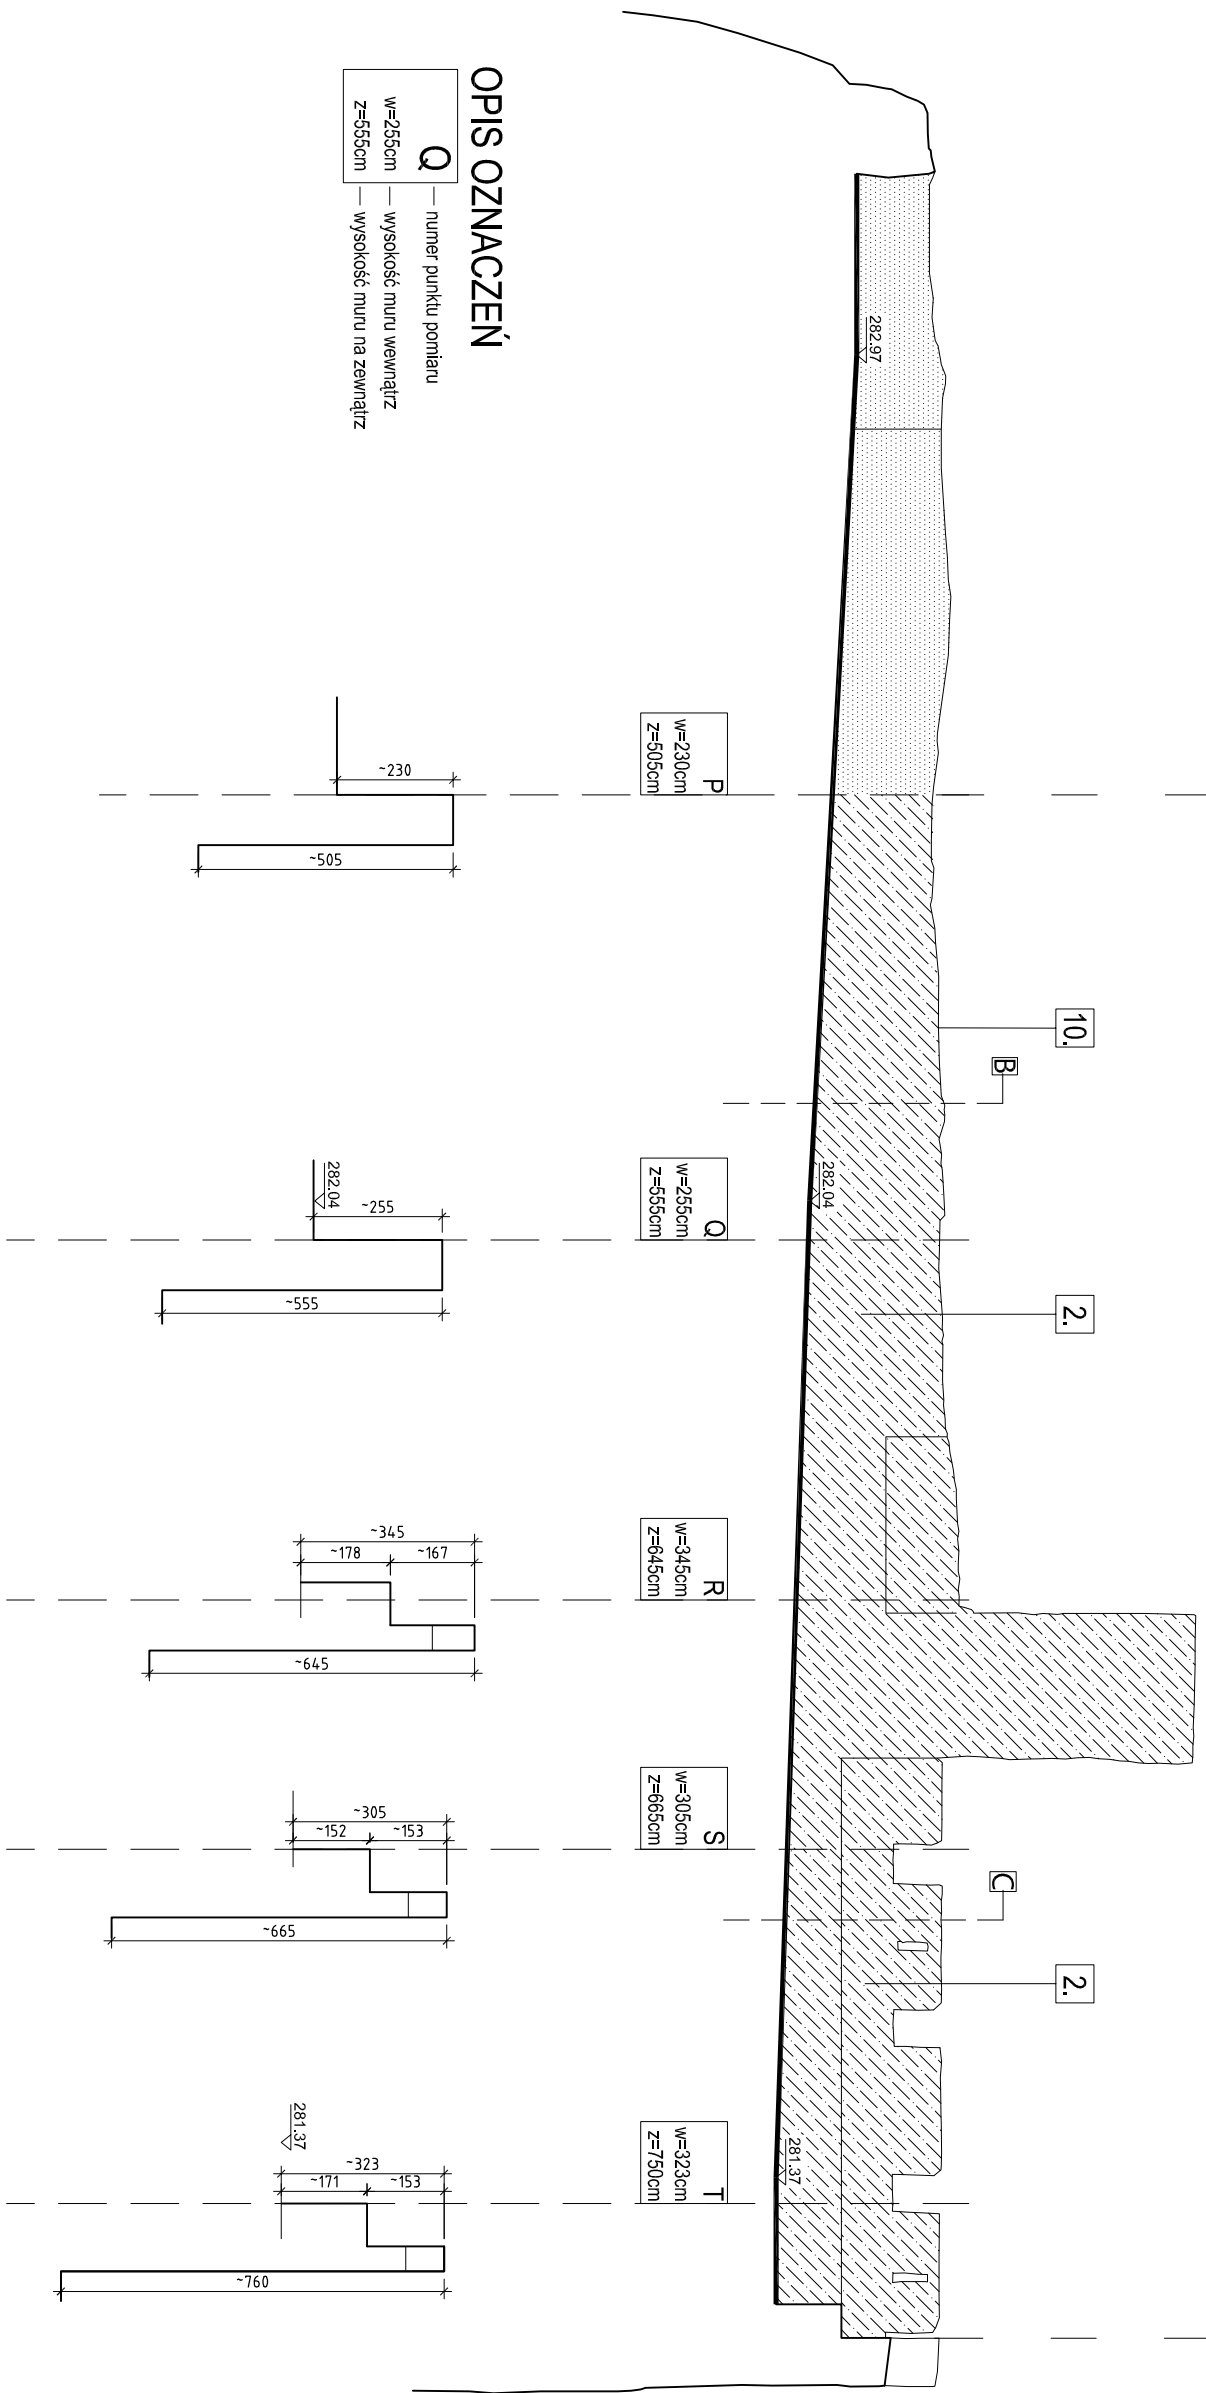 OPIS OZNACZEŃ
Q
w=255cm
z=555cm
numer punktu pomiaru
wysokość muru wewnątrz
wysokość muru na zewnątrz
10.
B
2.
C
2.
282.97
282.04
281.37
P
w=230cm
z=505cm
Q
w=255cm
z=555cm
R
w=345cm
z=645cm
S
w=305cm
z=665cm
T
w=323cm
z=750cm
~230
~505
282.04
~255
~555
~345
~178
~167
~645
~305
~152
~153
~665
281.37
~323
~171
~153
~760